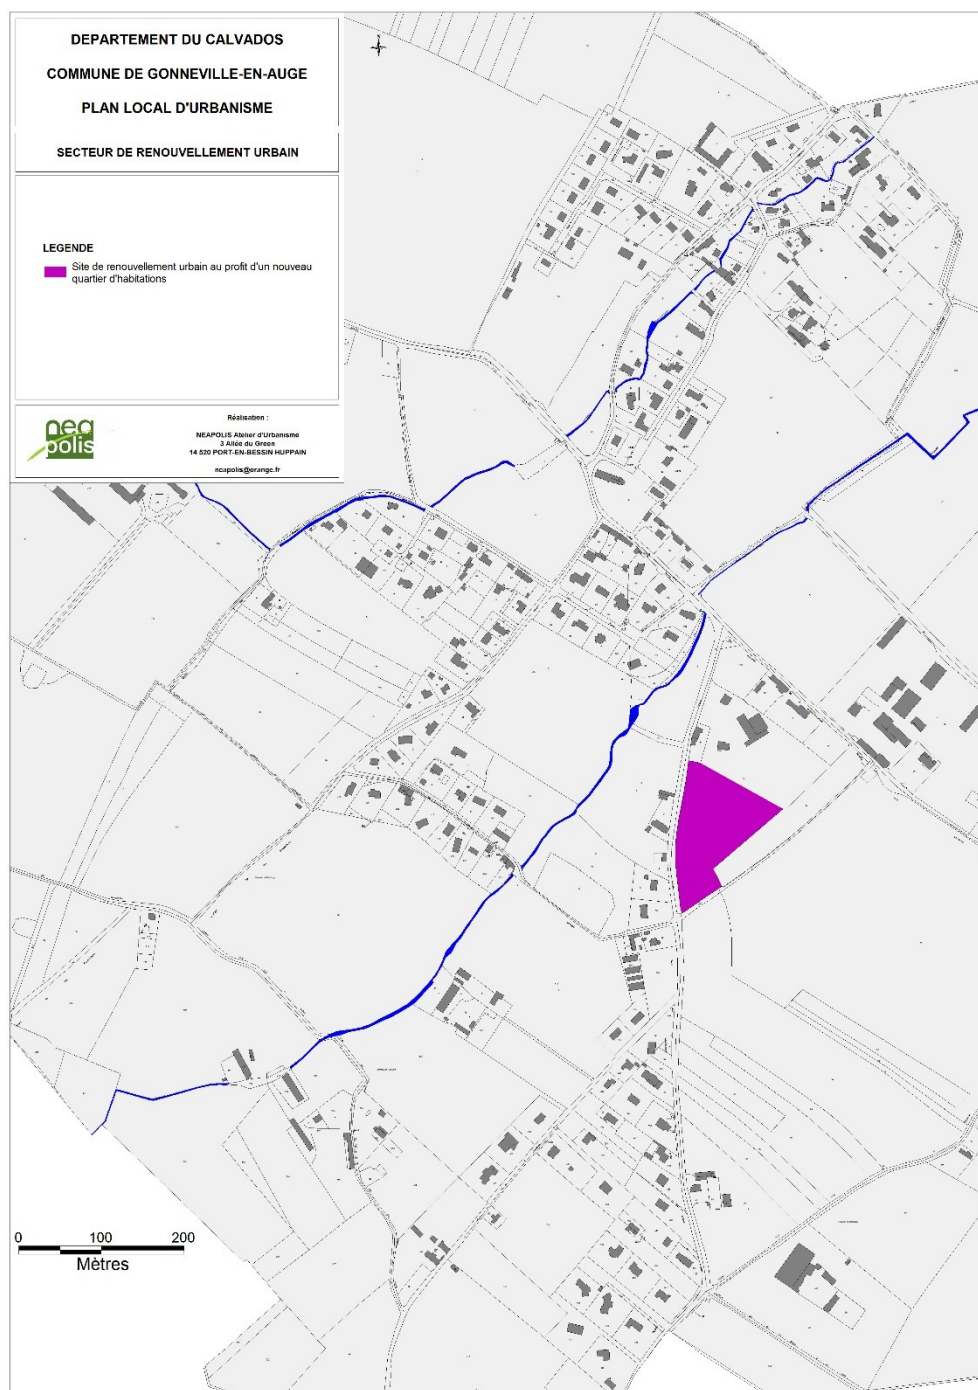 DEPARTEMENT DU CALVADOS
COMMUNE DE GONNEVILLE-EN-AUGE
PLAN LOCAL D'URBANISME
SECTEUR DE RENOUVELLEMENT URBAIN
LEGENDE
Site de renouvellement urbain au profit d'un nouveau
quartier d'habitations
nea
polis
Réalisation :
NEAPOLIS Atelier d'Urbanisme
3 Allée du Green
14 520 PORT-EN-BESSIN HUPPAIN
neapolis@orange.fr
0 100 200
Mètres